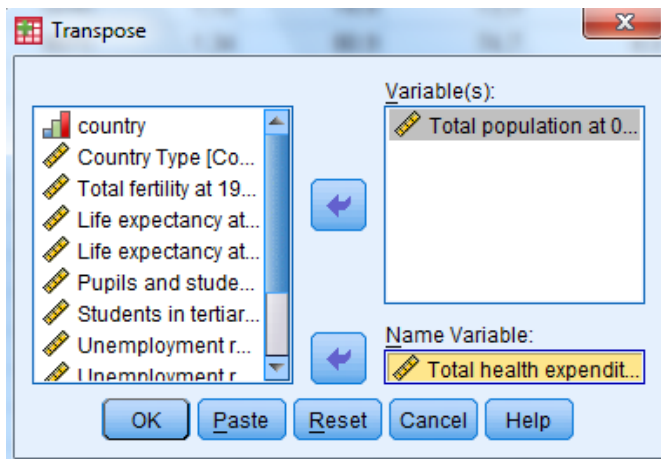 Transpose
Variable(s):
country
Country Type [Co...
Total fertility at 19...
Life expectancy at...
Life expectancy at...
Pupils and stude...
Students in tertiar...
Unemployment r...
Unemployment r
Total population at 0...
Name Variable:
Total health expendit...
OK
Paste
Reset
Cancel
Help